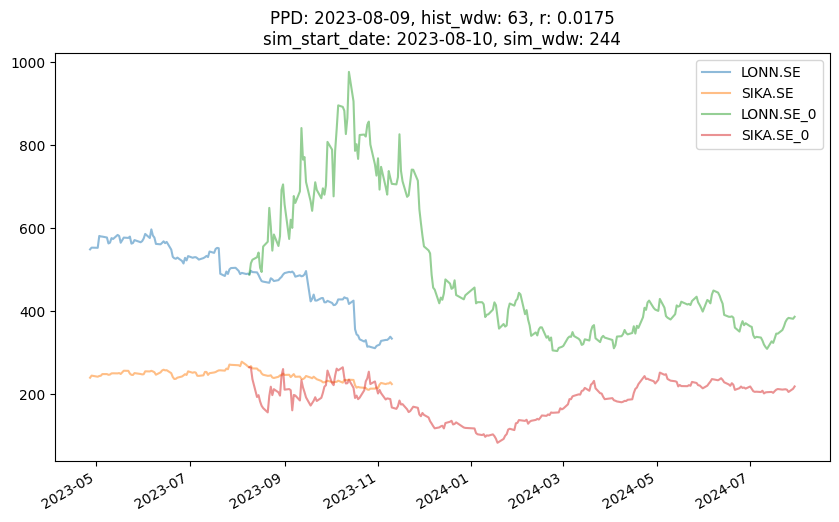 PPD: 2023-08-09, hist_wdw: 63, r: 0.0175
sim_start_date: 2023-08-10, sim_wdw: 244
1000
800
600
400
200
LONN.SE
SIKA.SE
LONN.SE_0
SIKA.SE_0
2023-05
2023-07
2023-09
2023-11
2024-01
2024-03
2024-05
2024-07